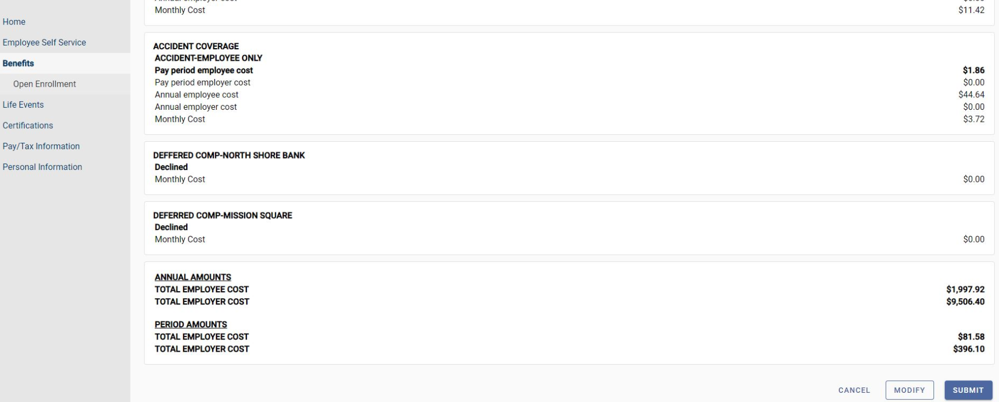 Home
Employee Self Service
Benefits
Open Enrollment
Life Events
Certifications
Pay/Tax Information
Personal Information
Monthly Cost $11.42
ACCIDENT COVERAGE
ACCIDENT-EMPLOYEE ONLY
Pay period employee cost $1.86
Pay period employer cost $0.00
Annual employee cost $44.64
Annual employer cost $0.00
Monthly Cost $3.72
DEFFERED COMP-NORTH SHORE BANK
Declined
Monthly Cost $0.00
DEFERRED COMP-MISSION SQUARE
Declined
Monthly Cost $0.00
ANNUAL AMOUNTS
TOTAL EMPLOYEE COST $1,997.92
TOTAL EMPLOYER COST $9,506.40
PERIOD AMOUNTS
TOTAL EMPLOYEE COST $81.58
TOTAL EMPLOYER COST $396.10
CANCEL MODIFY SUBMIT